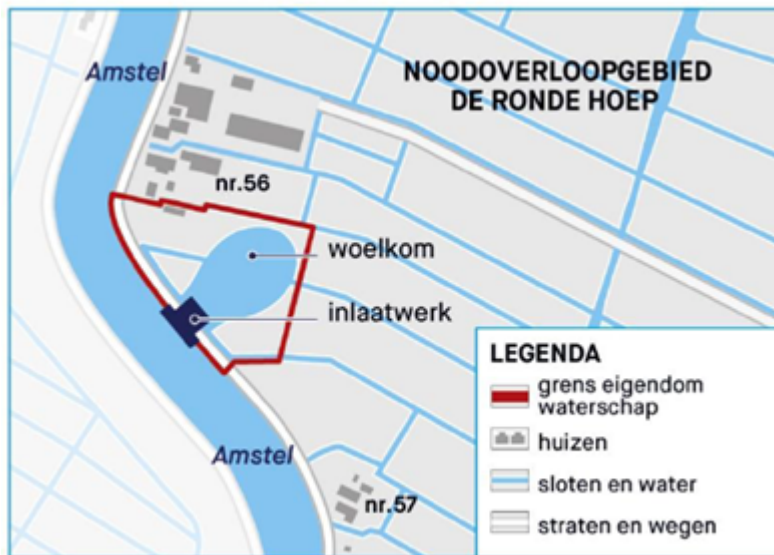 Amstel
NOODOVERLOOPGEBIED
DE RONDE HOEP
nr.56
woelkom
inlaatwerk
Amstel
nr.57
LEGENDA
grens eigendom
waterschap
huizen
sloten en water
straten en wegen